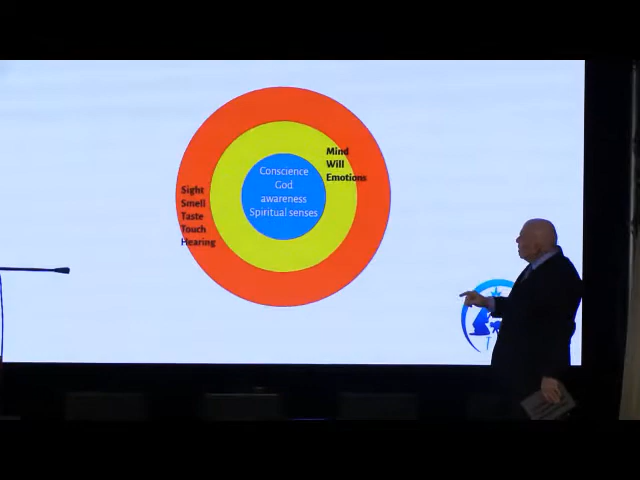 Mind
Will
Emotions
Conscience
God
awareness
Spiritual senses
Sight
Smell
Taste
Touch
Hearing